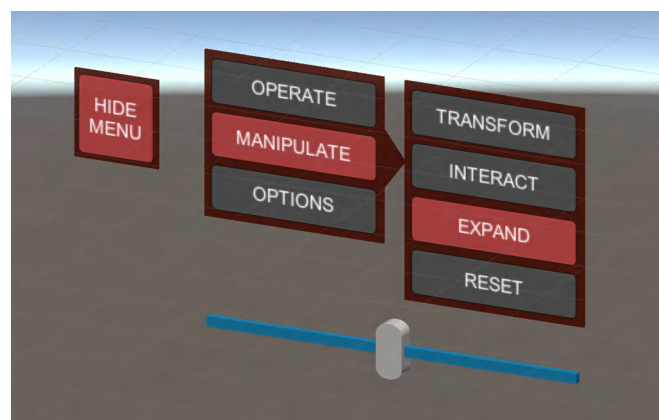 HIDE
MENU
OPERATE
MANIPULATE
OPTIONS
TRANSFORM
INTERACT
EXPAND
RESET